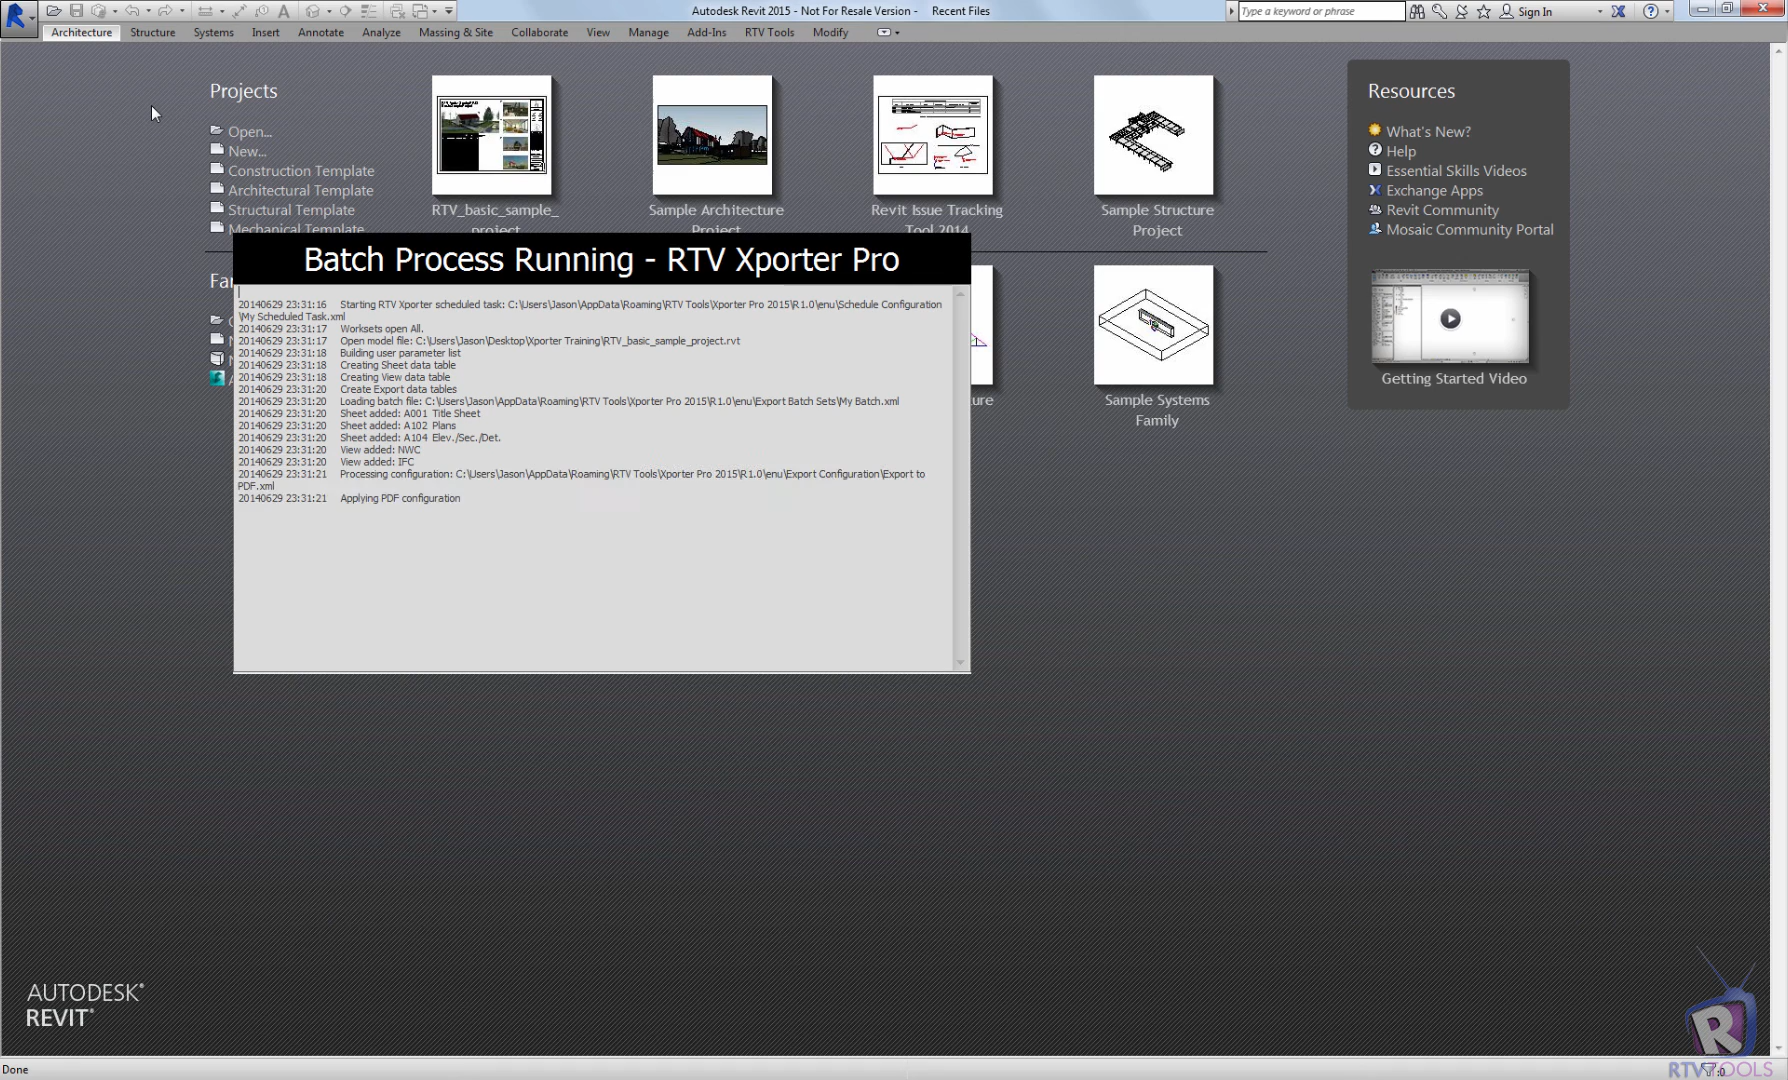 Autodesk Revit 2015 - Not For Resale Version -    Recent Files
Type a keyword or phrase
Sign In
Architecture Structure Systems Insert Annotate Analyze Massing & Site Collaborate View Manage Add-Ins RTV Tools Modify
Projects
Open...
New...
Construction Template
Architectural Template
Structural Template
Mechanical Template
RTV_basic_sample_
project
Sample Architecture
Project
Revit Issue Tracking
Tool 2014
Sample Structure
Project
Resources
What's New?
Help
Essential Skills Videos
Exchange Apps
Revit Community
Mosaic Community Portal
Getting Started Video
Fa
Batch Process Running - RTV Xporter Pro
20140629 23:31:16 Starting RTV Xporter scheduled task: C:\Users\Jason\AppData\Roaming\RTV Tools\Xporter Pro 2015\R1.0\enu\Schedule Configuration
\My Scheduled Task.xml
20140629 23:31:17 Worksets open All.
20140629 23:31:17 Open model file: C:\Users\Jason\Desktop\Xporter Training\RTV_basic_sample_project.rvt
20140629 23:31:18 Building user parameter list
20140629 23:31:18 Creating Sheet data table
20140629 23:31:18 Creating View data table
20140629 23:31:20 Create Export data tables
20140629 23:31:20 Loading batch file: C:\Users\Jason\AppData\Roaming\RTV Tools\Xporter Pro 2015\R1.0\enu\Export Batch Sets\My Batch.xml
20140629 23:31:20 Sheet added: A001 Title Sheet
20140629 23:31:20 Sheet added: A102 Plans
20140629 23:31:20 Sheet added: A104 Elev./Sec./Det.
20140629 23:31:20 View added: NWC
20140629 23:31:20 View added: IFC
20140629 23:31:21 Processing configuration: C:\Users\Jason\AppData\Roaming\RTV Tools\Xporter Pro 2015\R1.0\enu\Export Configuration\Export to
PDF.xml
20140629 23:31:21 Applying PDF configuration
ure
Sample Systems
Family
AUTODESK®
REVIT®
R
RTV TOOLS
:0
Done